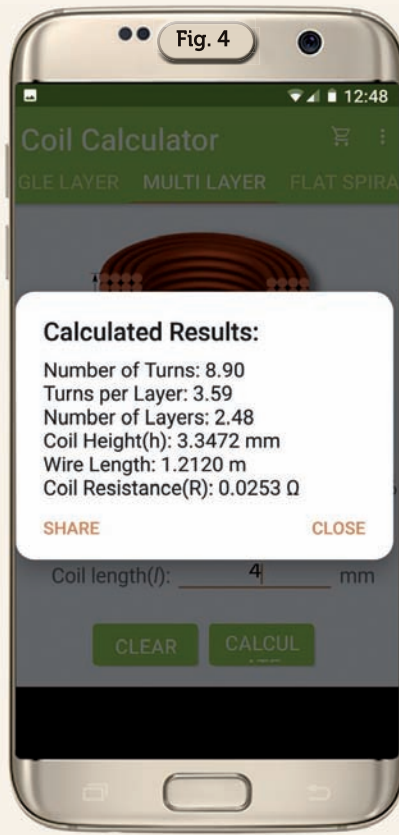 Fig. 4
12:48
Coil Calculator
GLE LAYER MULTI LAYER FLAT SPIRA
Calculated Results:
Number of Turns: 8.90
Turns per Layer: 3.59
Number of Layers: 2.48
Coil Height(h): 3.3472 mm
Wire Length: 1.2120 m
Coil Resistance(R): 0.0253 Ω
SHARE CLOSE
Coil length(l): 4 mm
CLEAR CALCUL